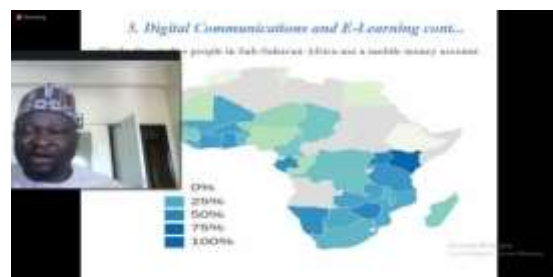 3. Digital Communications and E-Learning cont...
people in Sub-Saharan Africa use a mobile money account
0%
25%
50%
75%
100%